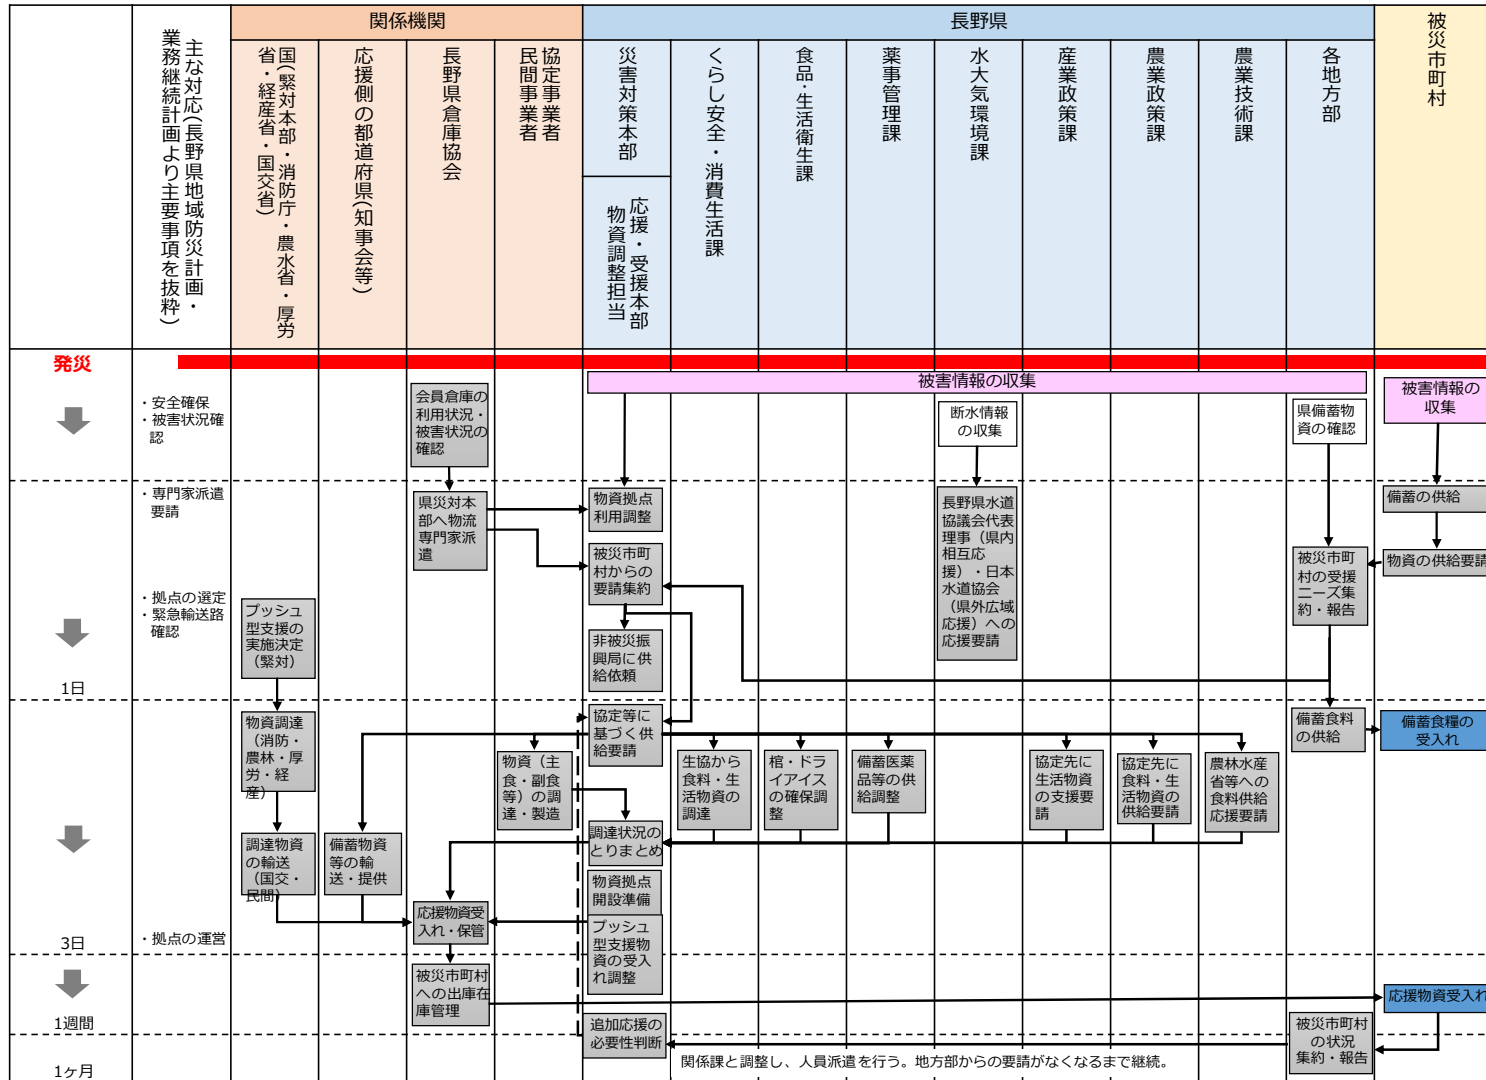 主な対応(長野県地域防災計画・
業務継続計画より主要事項を抜粋)
関係機関
国(緊対本部・消防庁・農水省・厚労
省・経産省・国交省)
応援側の都道府県(知事会等)
長野県倉庫協会
協定事業者
民間事業者
長野県
災害対策本部
応援・受援本部
物資調整担当
くらし安全・消費生活課
食品・生活衛生課
薬事管理課
水大気環境課
産業政策課
農業政策課
農業技術課
各地方部
被災市町村
発災
・安全確保
・被害状況確
認
会員倉庫の
利用状況・
被害状況の
確認
被害情報の収集
断水情報
の収集
県備蓄物
資の確認
被害情報の
収集
・専門家派遣
要請
県災対本
部へ物流
専門家派
遣
物資拠点
利用調整
長野県水道
協議会代表
理事（県内
相互応
援）・日本
水道協会
（県外広域
応援）への
応援要請
備蓄の供給
被災市町
村からの
要請集約
被災市町
村の受援
ニーズ集
約・報告
物資の供給要請
・拠点の選定
・緊急輸送路
確認
プッシュ
型支援の
実施決定
（緊対）
非被災振
興局に供
給依頼
1日
物資調達
（消防・
農林・厚
労・経
産）
協定等に
基づく供
給要請
備蓄食料
の供給
備蓄食糧の
受入れ
物資（主
食・副食
等）の調
達・製造
生協から
食料・生
活物資の
調達
棺・ドラ
イアイス
の確保調
整
備蓄医薬
品等の供
給調整
協定先に
生活物資
の支援要
請
協定先に
食料・生
活物資の
供給要請
農林水産
省等への
食料供給
応援要請
調達物資
の輸送
（国交・
民間）
備蓄物資
等の輸
送・提供
調達状況の
とりまとめ
物資拠点
開設準備
応援物資受
入れ・保管
プッシュ
型支援物
資の受入
れ調整
3日
・拠点の運営
被災市町村
への出庫在
庫管理
応援物資受入れ
1週間
追加応援の
必要性判断
被災市町村
の状況
集約・報告
関係課と調整し、人員派遣を行う。地方部からの要請がなくなるまで継続。
1ヶ月